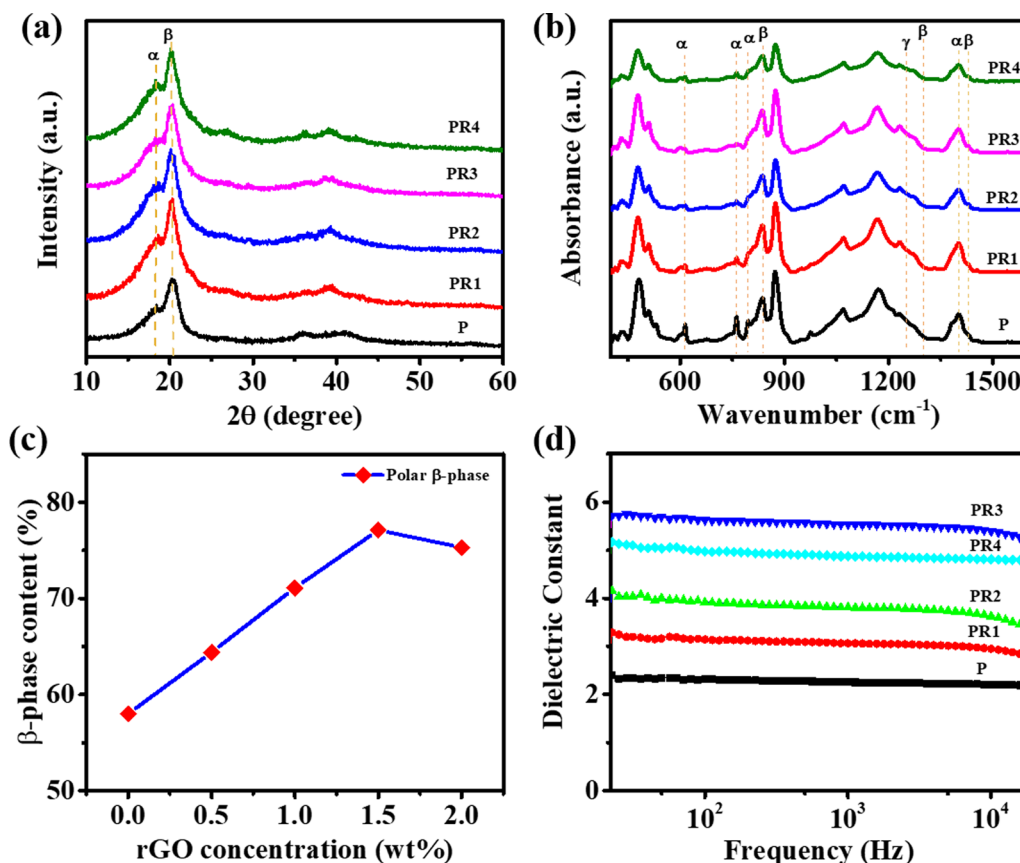 (a)
α
β
PR4
PR3
PR2
PR1
P
Intensity (a.u.)
10 20 30 40 50 60
2θ (degree)
(b)
α
α α β
γ β
α β
PR4
PR3
PR2
PR1
P
Absorbance (a.u.)
600 900 1200 1500
Wavenumber (cm⁻¹)
(c)
Polar β-phase
β-phase content (%)
80
70
60
50
0.0 0.5 1.0 1.5 2.0
rGO concentration (wt%)
(d)
Dielectric Constant
6
4
2
0
PR3
PR4
PR2
PR1
P
10² 10³ 10⁴
Frequency (Hz)